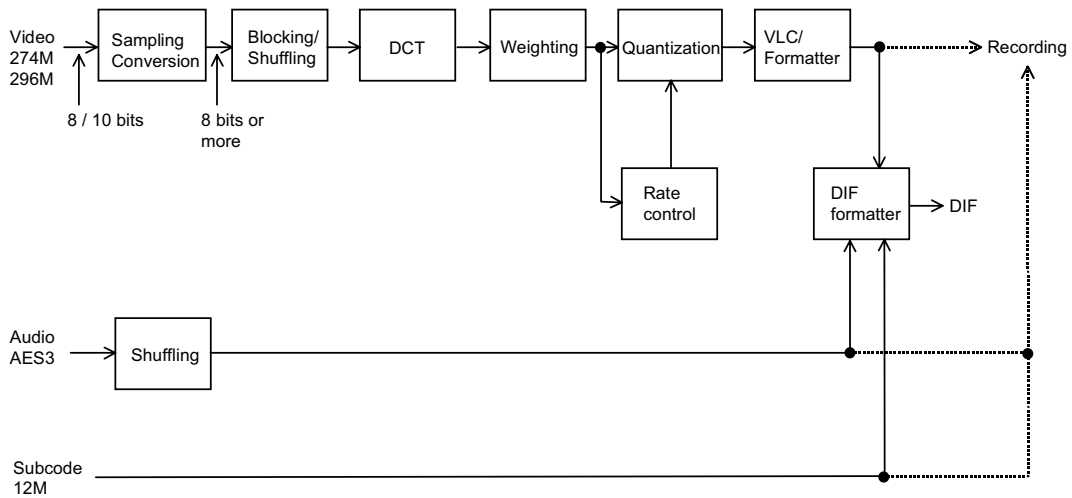 Video
274M
296M
Sampling
Conversion
Blocking/
Shuffling
DCT
Weighting
Quantization
VLC/
Formatter
Recording
8 / 10 bits
8 bits or
more
Rate
control
DIF
formatter
DIF
Audio
AES3
Shuffling
Subcode
12M